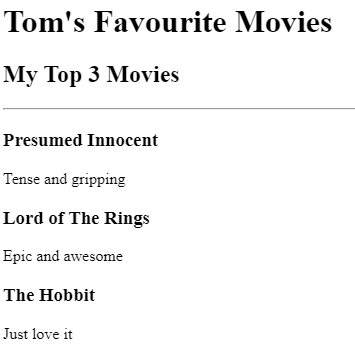 Tom's Favourite Movies
My Top 3 Movies
Presumed Innocent
Tense and gripping
Lord of The Rings
Epic and awesome
The Hobbit
Just love it